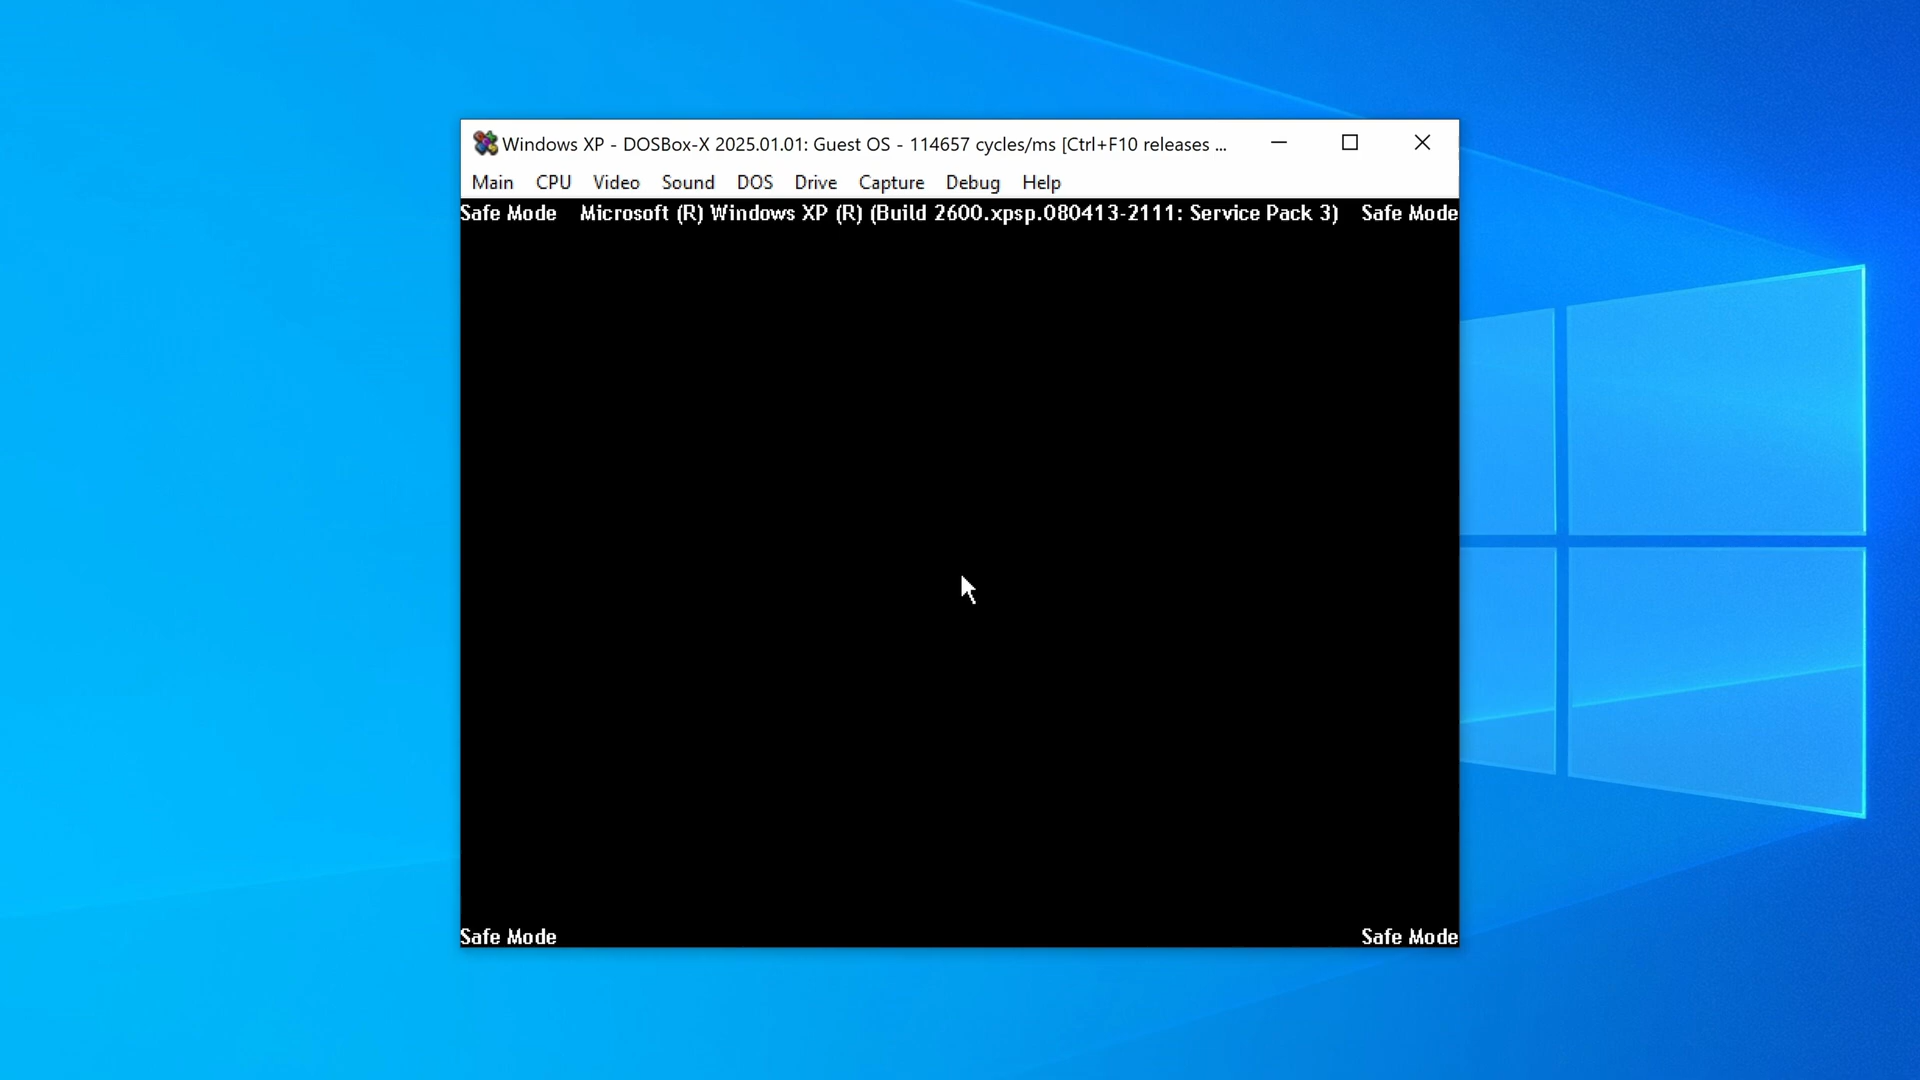 Windows XP - DOSBox-X 2025.01.01: Guest OS - 114657 cycles/ms [Ctrl+F10 releases ...
Main CPU Video Sound DOS Drive Capture Debug Help
Safe Mode Microsoft (R) Windows XP (R) (Build 2600.xpsp.080413-2111: Service Pack 3) Safe Mode
Safe Mode Safe Mode